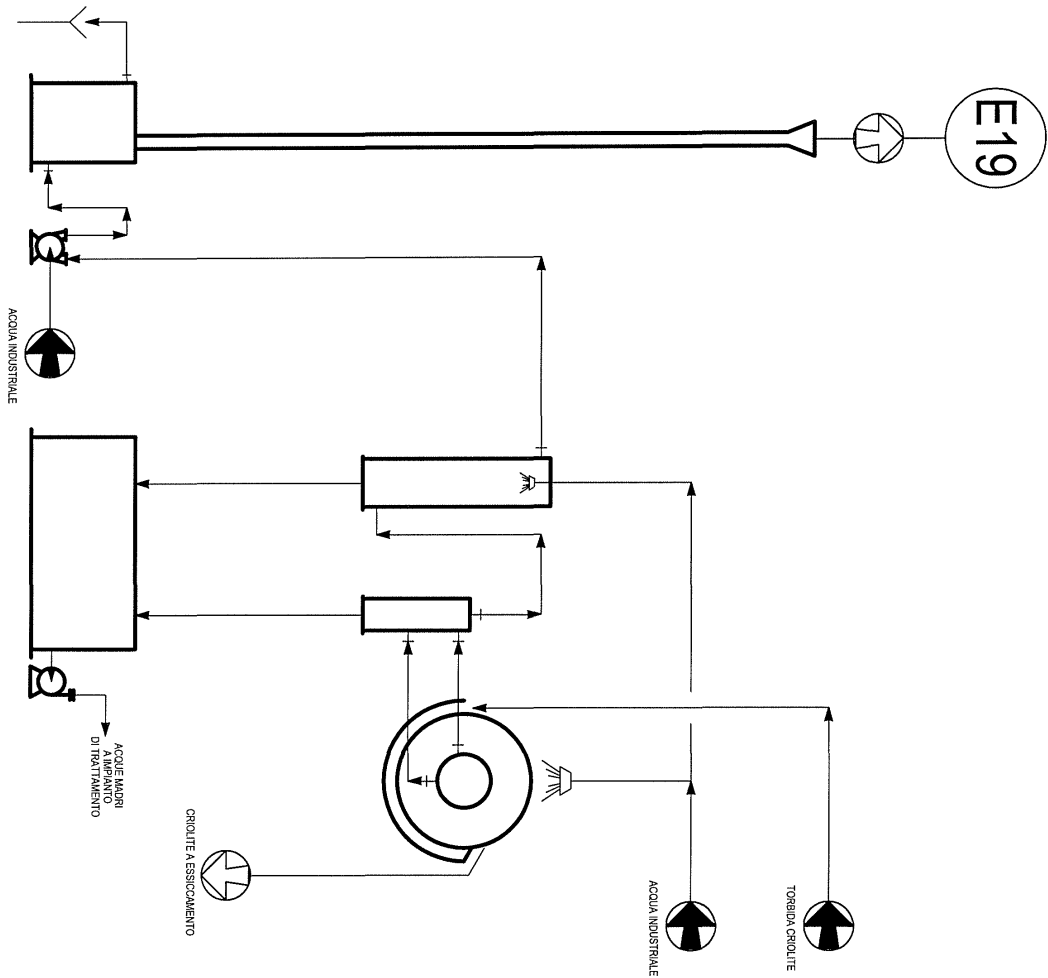 E19
TORBIDA CRIOLITE
ACQUA INDUSTRIALE
CRIOLITE A ESSICCAMENTO
ACQUE MADRI
A IMPIANTO
DI TRATTAMENTO
ACQUA INDUSTRIALE